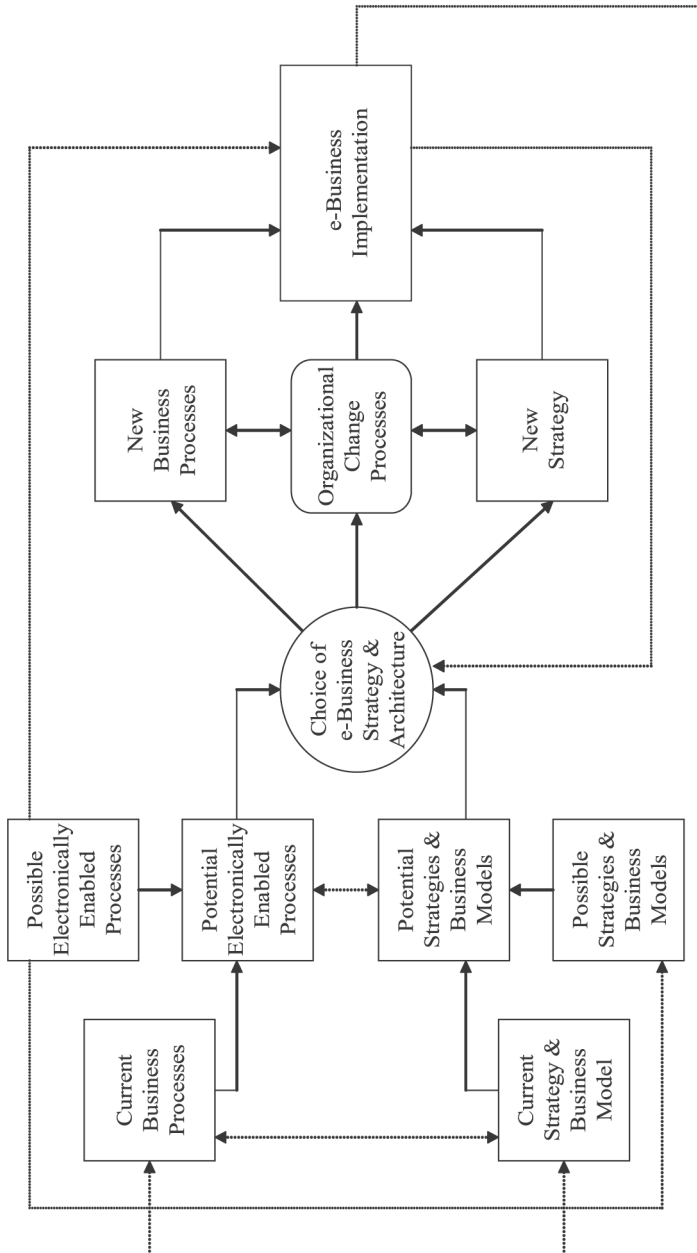 Current
Business
Processes
Current
Strategy &
Business
Model
Possible
Electronically
Enabled
Processes
Potential
Electronically
Enabled
Processes
Potential
Strategies &
Business
Models
Possible
Strategies &
Business
Models
Choice of
e-Business
Strategy &
Architecture
New
Business
Processes
Organizational
Change
Processes
New
Strategy
e-Business
Implementation